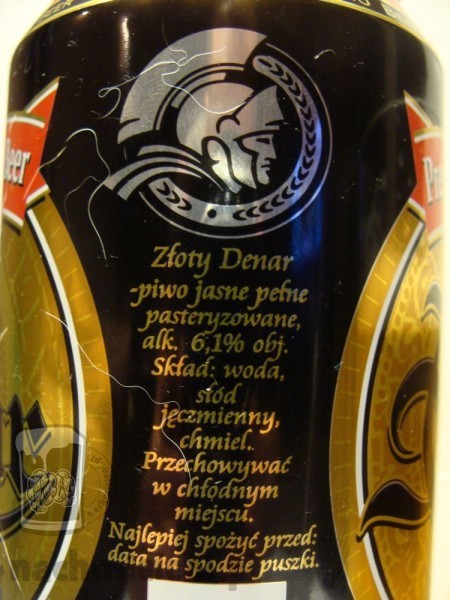 Beer
Złoty Denar
-piwo jasne pełne
pasteryzowane,
alk. 6,1% obj.
Skład: woda,
słód
jęczmienny,
chmiel.
Przechowywać
w chłodnym
miejscu.
Najlepiej spożyć przed:
data na spodzie puszki.